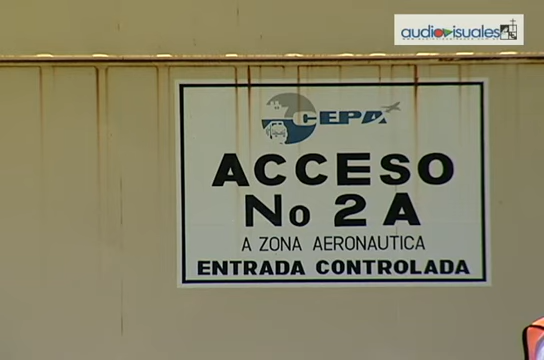 audiovisuales
CEPA
ACCESO
No 2 A
A ZONA AERONAUTICA
ENTRADA CONTROLADA